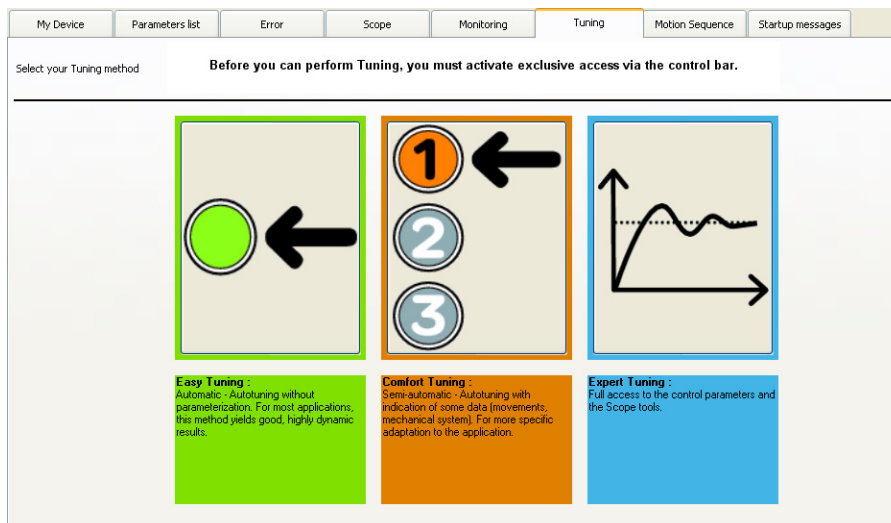 My Device Parameters list Error Scope Monitoring Tuning Motion Sequence Startup messages
Select your Tuning method
Before you can perform Tuning, you must activate exclusive access via the control bar.
1
2
3
Easy Tuning :
Automatic - Autotuning without
parameterization. For most applications,
this method yields good, highly dynamic
results.
Comfort Tuning :
Semi-automatic - Autotuning with
indication of some data (movements,
mechanical system). For more specific
adaptation to the application.
Expert Tuning :
Full access to the control parameters and
the Scope tools.